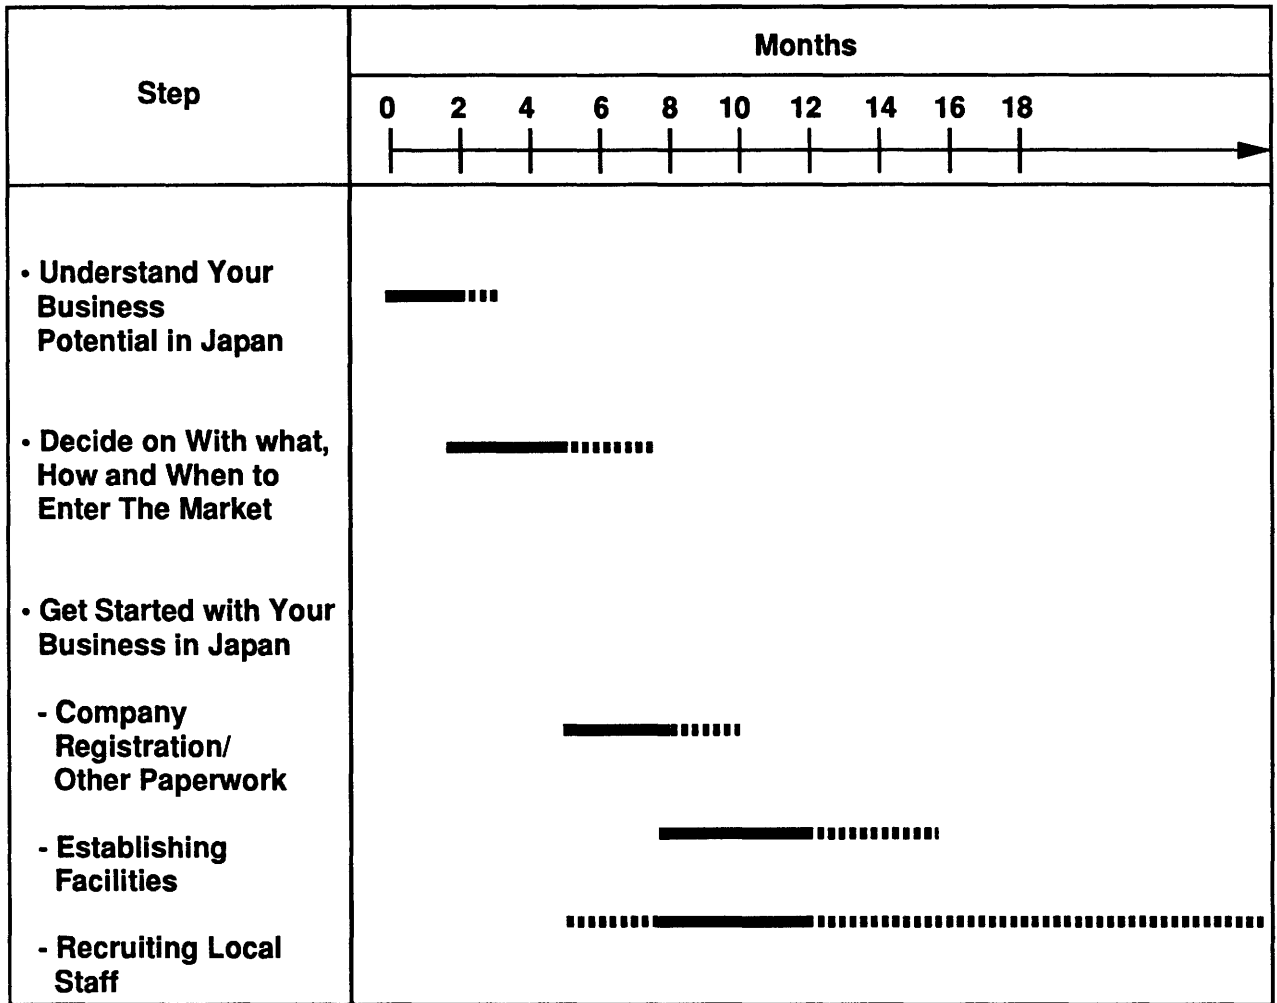 Step
Months
0 2 4 6 8 10 12 14 16 18
• Understand Your
Business
Potential in Japan
• Decide on With what,
How and When to
Enter The Market
• Get Started with Your
Business in Japan
- Company
Registration/
Other Paperwork
- Establishing
Facilities
- Recruiting Local
Staff